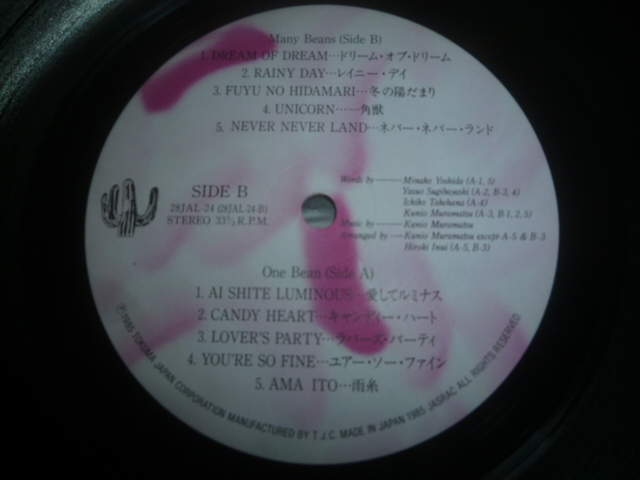 Many Beans (Side B)
1. DREAM OF DREAM…ドリーム・オブ・ドリーム
2. RAINY DAY…レイニー・デイ
3. FUYU NO HIDAMARI…冬の陽だまり
4. UNICORN…一角獣
5. NEVER NEVER LAND…ネバー・ネバー・ランド
SIDE B
28JAL-24 (28JAL-24-B)
STEREO 33⅓ R.P.M.
Words by — Minako Yoshida (A-1, 5)
Yasuo Sugibayashi (A-2, B-3, 4)
Ichiko Takehana (A-4)
Kunio Muramatsu (A-3, B-1, 2, 5)
Music by — Kunio Muramatsu
Arranged by — Kunio Muramatsu except A-5 & B-3
Hiroki Inui (A-5, B-3)
One Bean (Side A)
1. AI SHITE LUMINOUS…愛してルミナス
2. CANDY HEART…キャンディー・ハート
3. LOVER'S PARTY…ラバーズ・パーティ
4. YOU'RE SO FINE…ユアー・ソー・ファイン
5. AMA ITO…雨糸
Ⓟ1985 TOKUMA JAPAN CORPORATION MANUFACTURED BY T.J.C. MADE IN JAPAN 1985 JASRAC ALL RIGHTS RESERVED